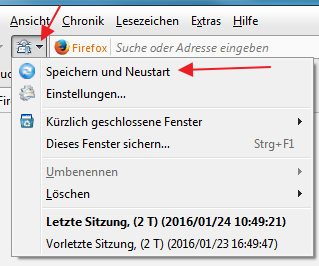 Ansicht Chronik Lesezeichen Extras Hilfe
Firefox Suche oder Adresse eingeben
Speichern und Neustart
Einstellungen...
Kürzlich geschlossene Fenster
Dieses Fenster sichern... Strg+F1
Umbenennen
Löschen
Letzte Sitzung, (2 T) (2016/01/24 10:49:21)
Vorletzte Sitzung, (2 T) (2016/01/23 16:49:47)